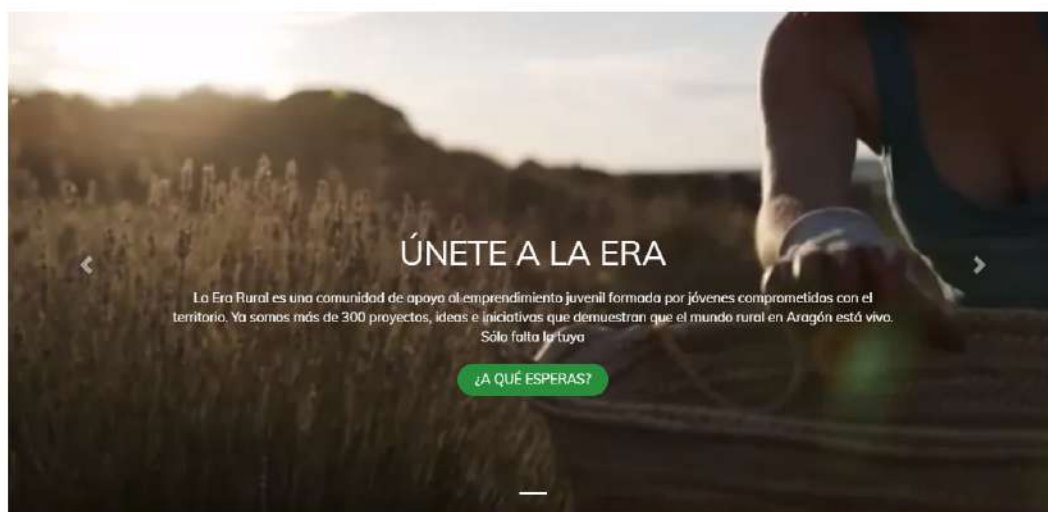 ÚNETE A LA ERA
La Era Rural es una comunidad de apoyo al emprendimiento juvenil formada por jóvenes comprometidos con el
territorio. Ya somos más de 300 proyectos, ideas e iniciativas que demuestran que el mundo rural en Aragón está vivo.
Sólo falta la tuya
¿A QUÉ ESPERAS?